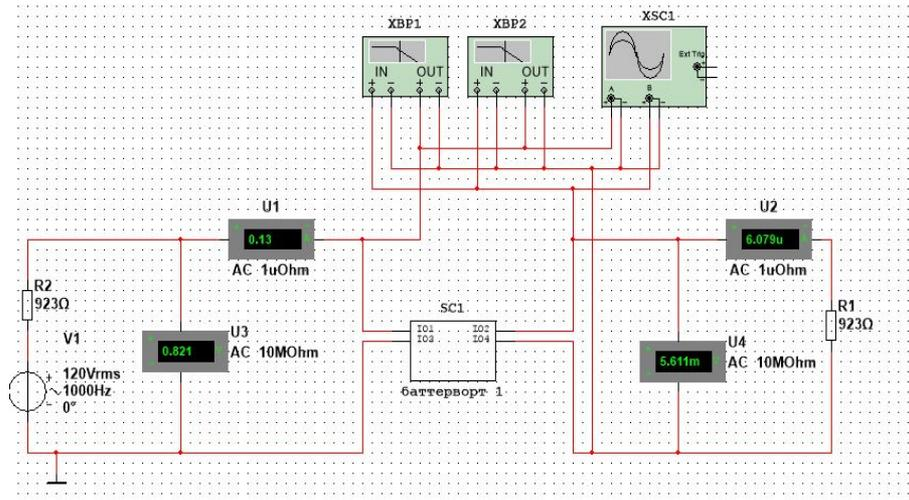 XBP1
XBP2
XSC1
IN OUT
IN OUT
Ext Trig
+
-
A B
+ - + -
+ - + -
+ - + -
U1
0.13
AC 1uOhm
U2
6.079u
AC 1uOhm
R2
923Ω
V1
120Vrms
1000Hz
0°
+
-
U3
0.821
AC 10MOhm
SC1
IO1 IO2
IO3 IO4
баттерворт 1
U4
5.611m
AC 10MOhm
R1
923Ω